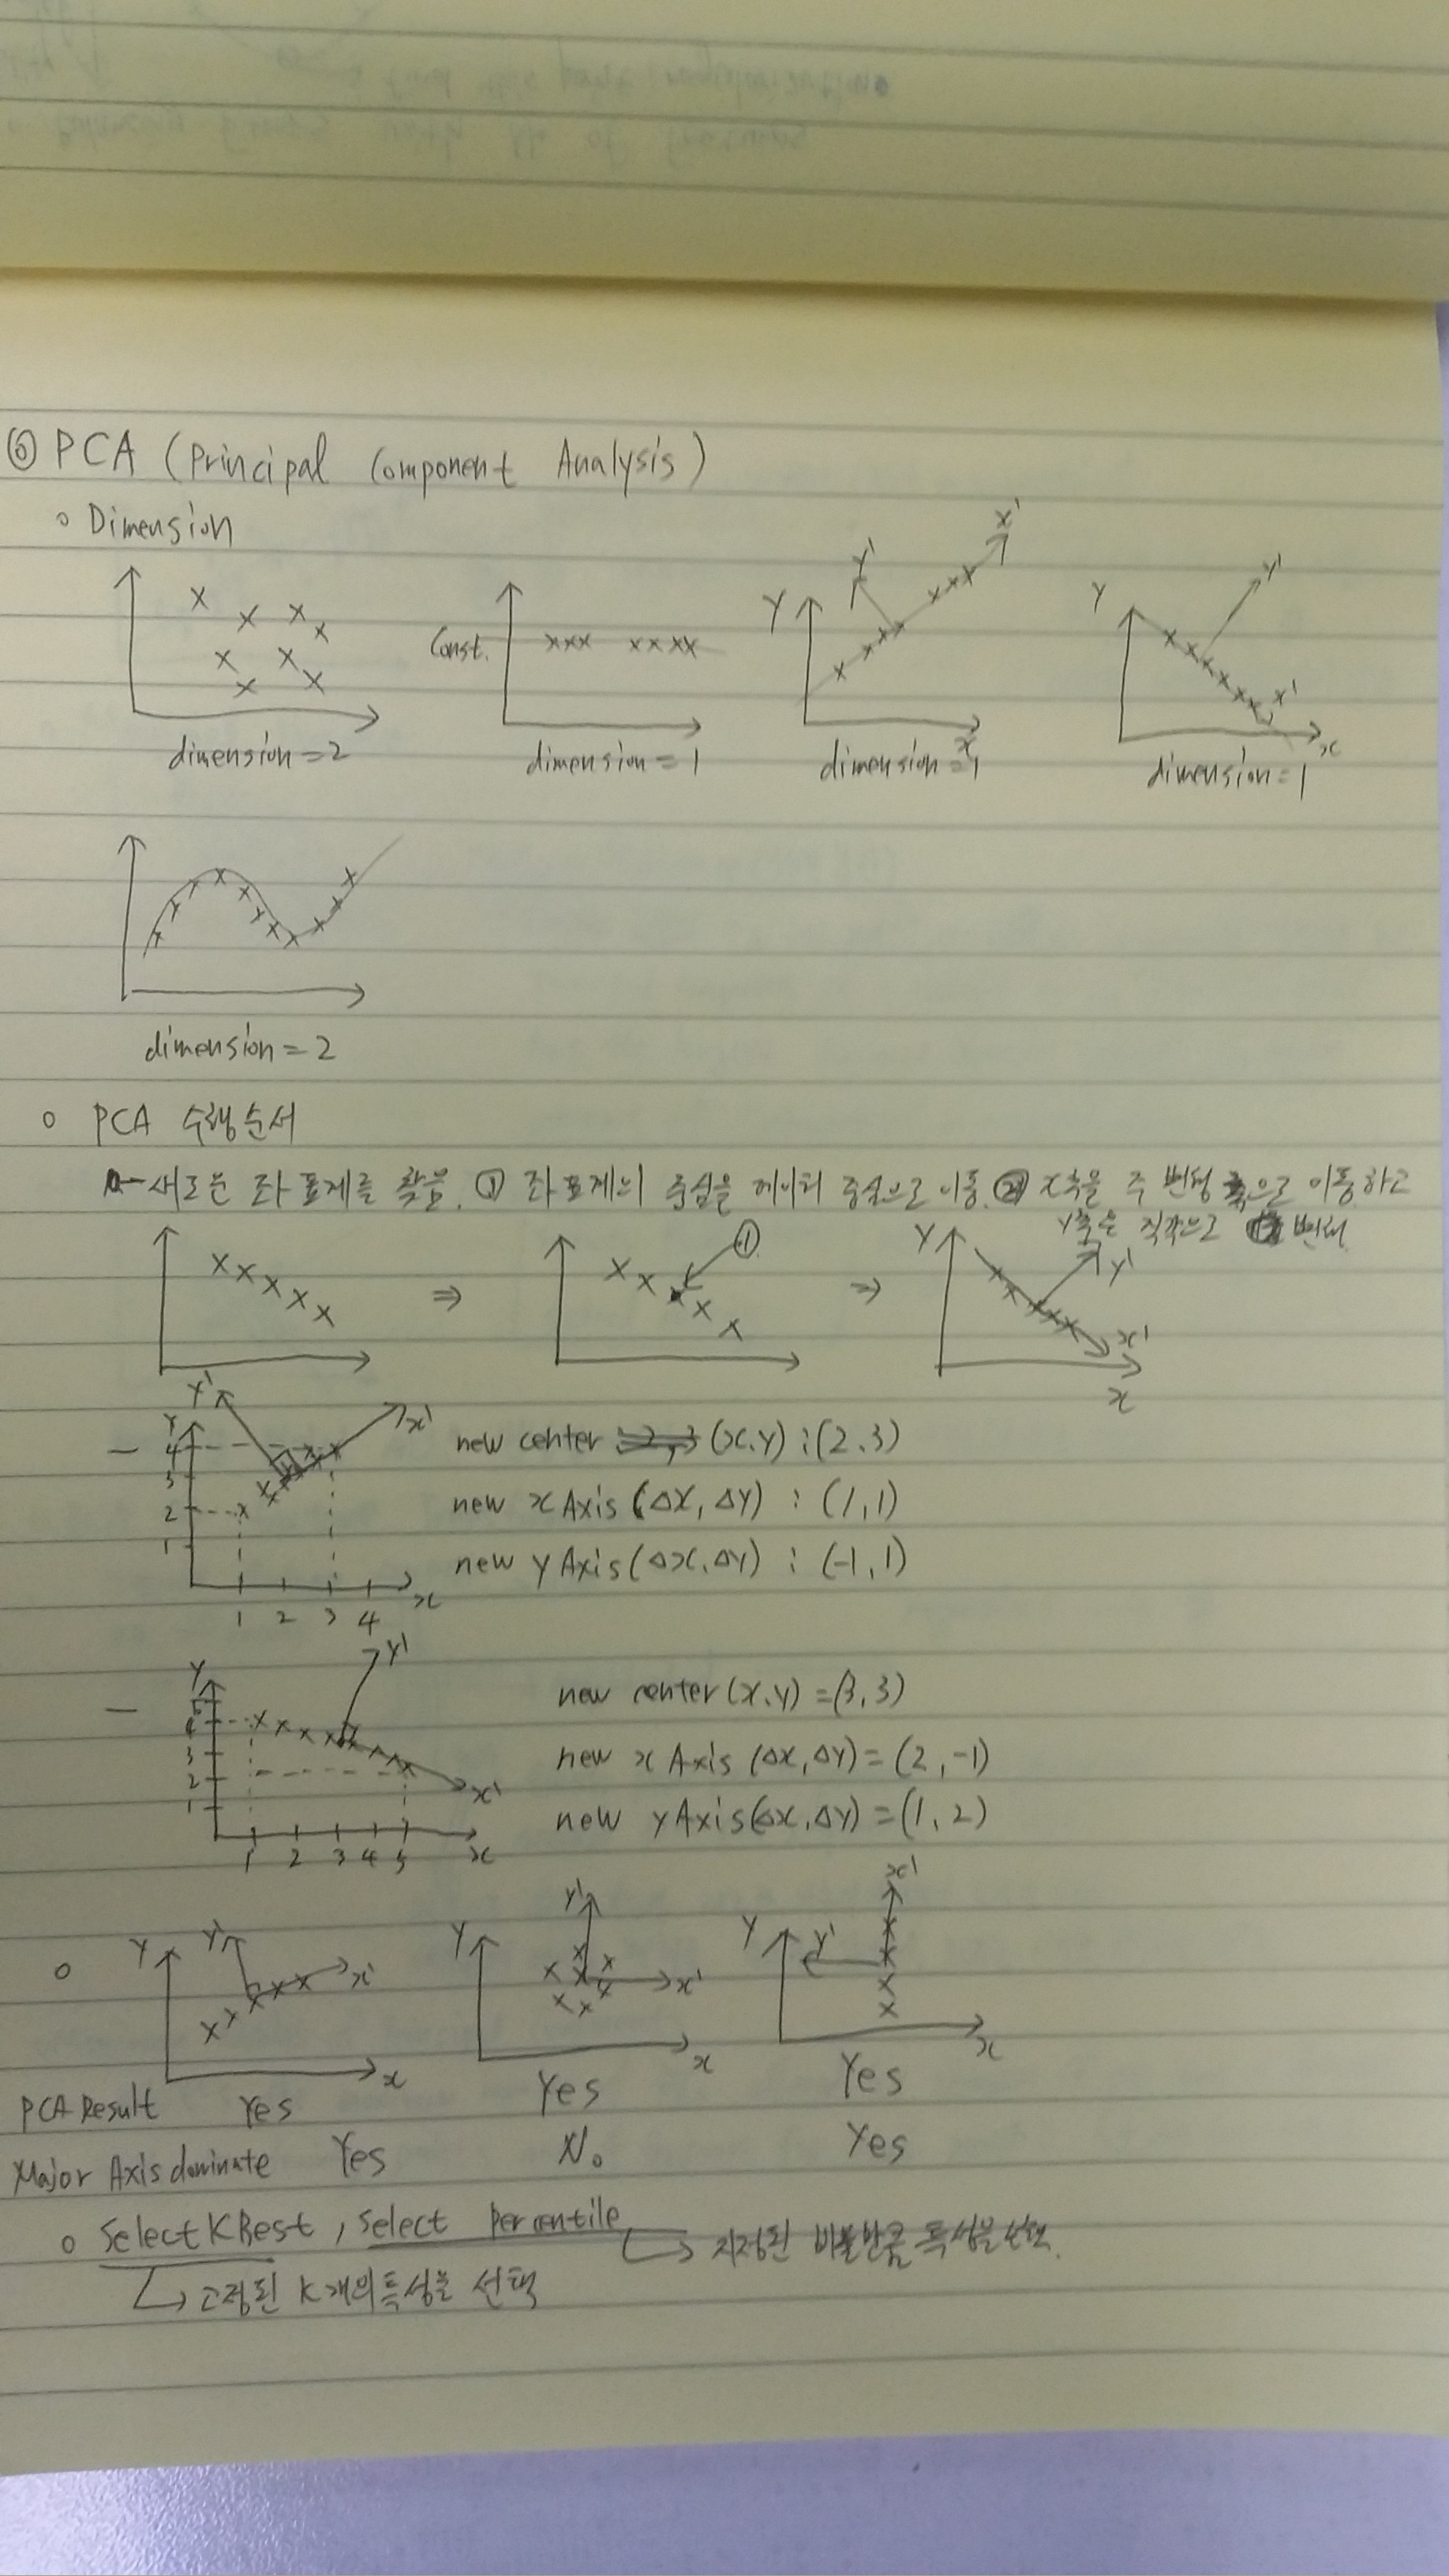 ⑥ PCA (Principal Component Analysis)
o Dimension
dimension=2
Const.
dimension=1
Y
x
Y'
x'
dimension=1
Y
x
Y'
x'
dimension=1
dimension=2
o PCA 수행순서
- 새로운 좌표계를 찾음. ① 좌표계의 중심을 데이터 중심으로 이동. ② x축을 주 변동 축으로 이동하고
Y축은 직각으로
①
Y
Y'
x'
x
- Y' x' Y 4 3 2 1
1 2 3 4 x
new center (x.y) : (2.3)
new x Axis (ΔX, ΔY) : (1,1)
new y Axis (Δx.ΔY) : (-1,1)
- Y Y' x' 5 4 3 2 1
1 2 3 4 5 x
new center (x.y) = (3,3)
new x Axis (Δx,ΔY) = (2,-1)
new y Axis (Δx,ΔY) = (1,2)
o Y Y' x' x
Y Y' x' x
Y Y' x' x
PCA Result Yes Yes Yes
Major Axis dominate Yes No Yes
o Select K Best, Select Percentile
↳ 지정된 비율만큼 특성을 선택.
↳ 고정된 K개의 특성을 선택